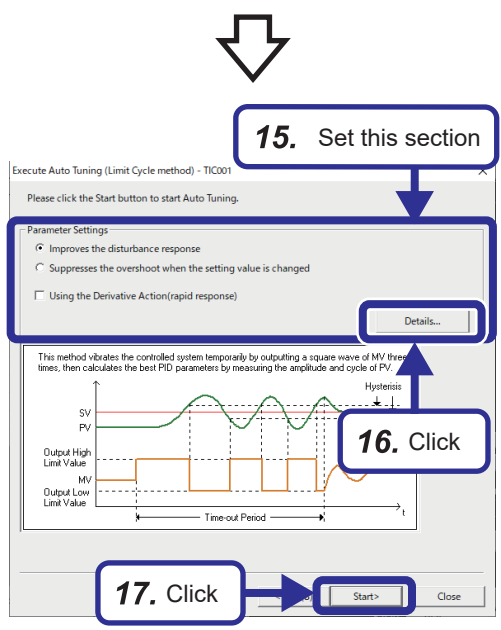 15. Set this section
Execute Auto Tuning (Limit Cycle method) - TIC001
Please click the Start button to start Auto Tuning.
Parameter Settings
Improves the disturbance response
Suppresses the overshoot when the setting value is changed
Using the Derivative Action(rapid response)
Details...
This method vibrates the controlled system temporarily by outputting a square wave of MV three
times, then calculates the best PID parameters by measuring the amplitude and cycle of PV.
Hysterisis
SV
PV
16. Click
Output High
Limit Value
MV
Output Low
Limit Value
t
Time-out Period
17. Click
Start>
Close